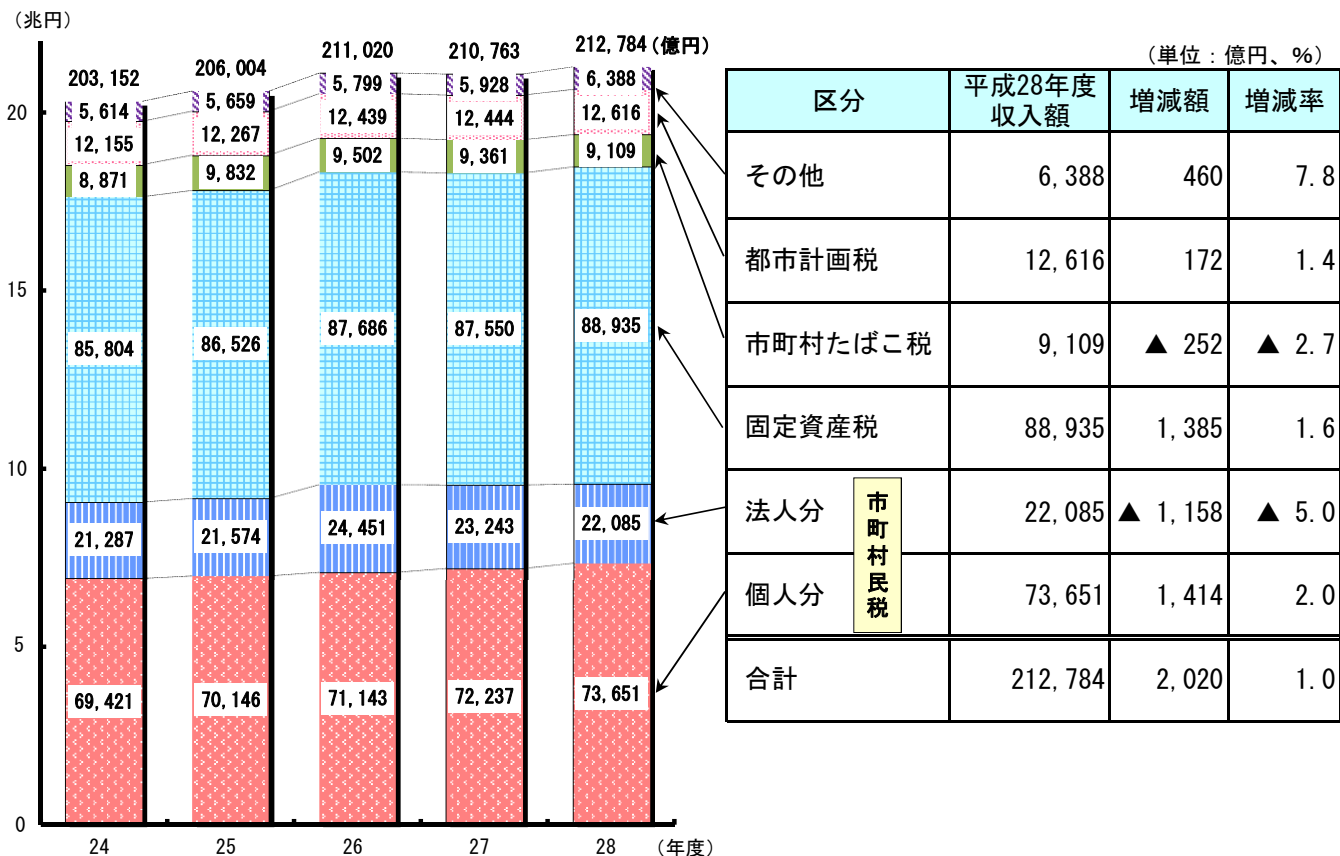 (兆円)
203,152
206,004
211,020
210,763
212,784(億円)
5,614
5,659
5,799
5,928
6,388
20
12,155
12,267
12,439
12,444
12,616
8,871
9,832
9,502
9,361
9,109
15
85,804
86,526
87,686
87,550
88,935
10
21,287
21,574
24,451
23,243
22,085
5
69,421
70,146
71,143
72,237
73,651
0
24 25 26 27 28 (年度)
(単位:億円、%)
区分 平成28年度 増減額 増減率
収入額
その他 6,388 460 7.8
都市計画税 12,616 172 1.4
市町村たばこ税 9,109 ▲ 252 ▲ 2.7
固定資産税 88,935 1,385 1.6
法人分 22,085 ▲ 1,158 ▲ 5.0
市町村民税
個人分 73,651 1,414 2.0
合計 212,784 2,020 1.0